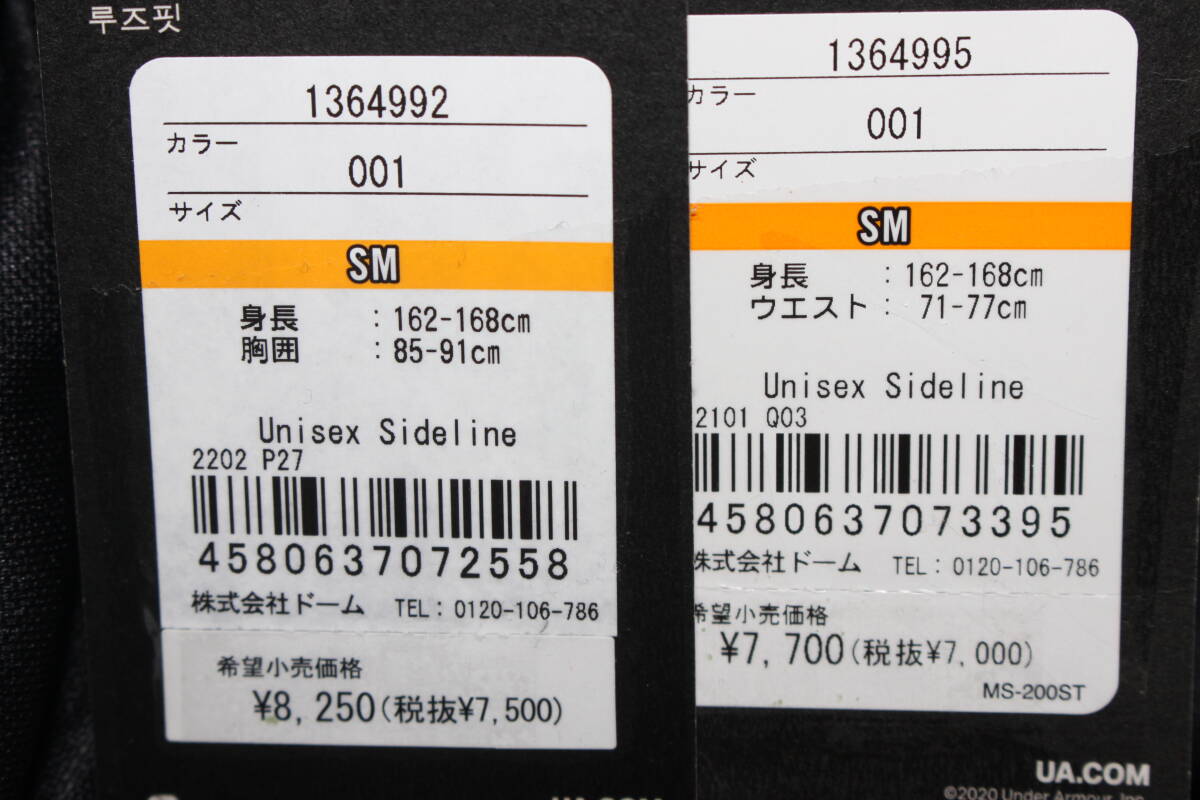 루즈핏
1364992
カラー
001
サイズ
SM
身長 : 162-168cm
胸囲 : 85-91cm
Unisex Sideline
2202 P27
4580637072558
株式会社ドーム TEL: 0120-106-786
希望小売価格
¥8,250(税抜¥7,500)
UA.COM
1364995
カラー
001
サイズ
SM
身長 : 162-168cm
ウエスト : 71-77cm
Unisex Sideline
2101 Q03
4580637073395
株式会社ドーム TEL: 0120-106-786
希望小売価格
¥7,700(税抜¥7,000)
MS-200ST
UA.COM
©2020 Under Armour, Inc.